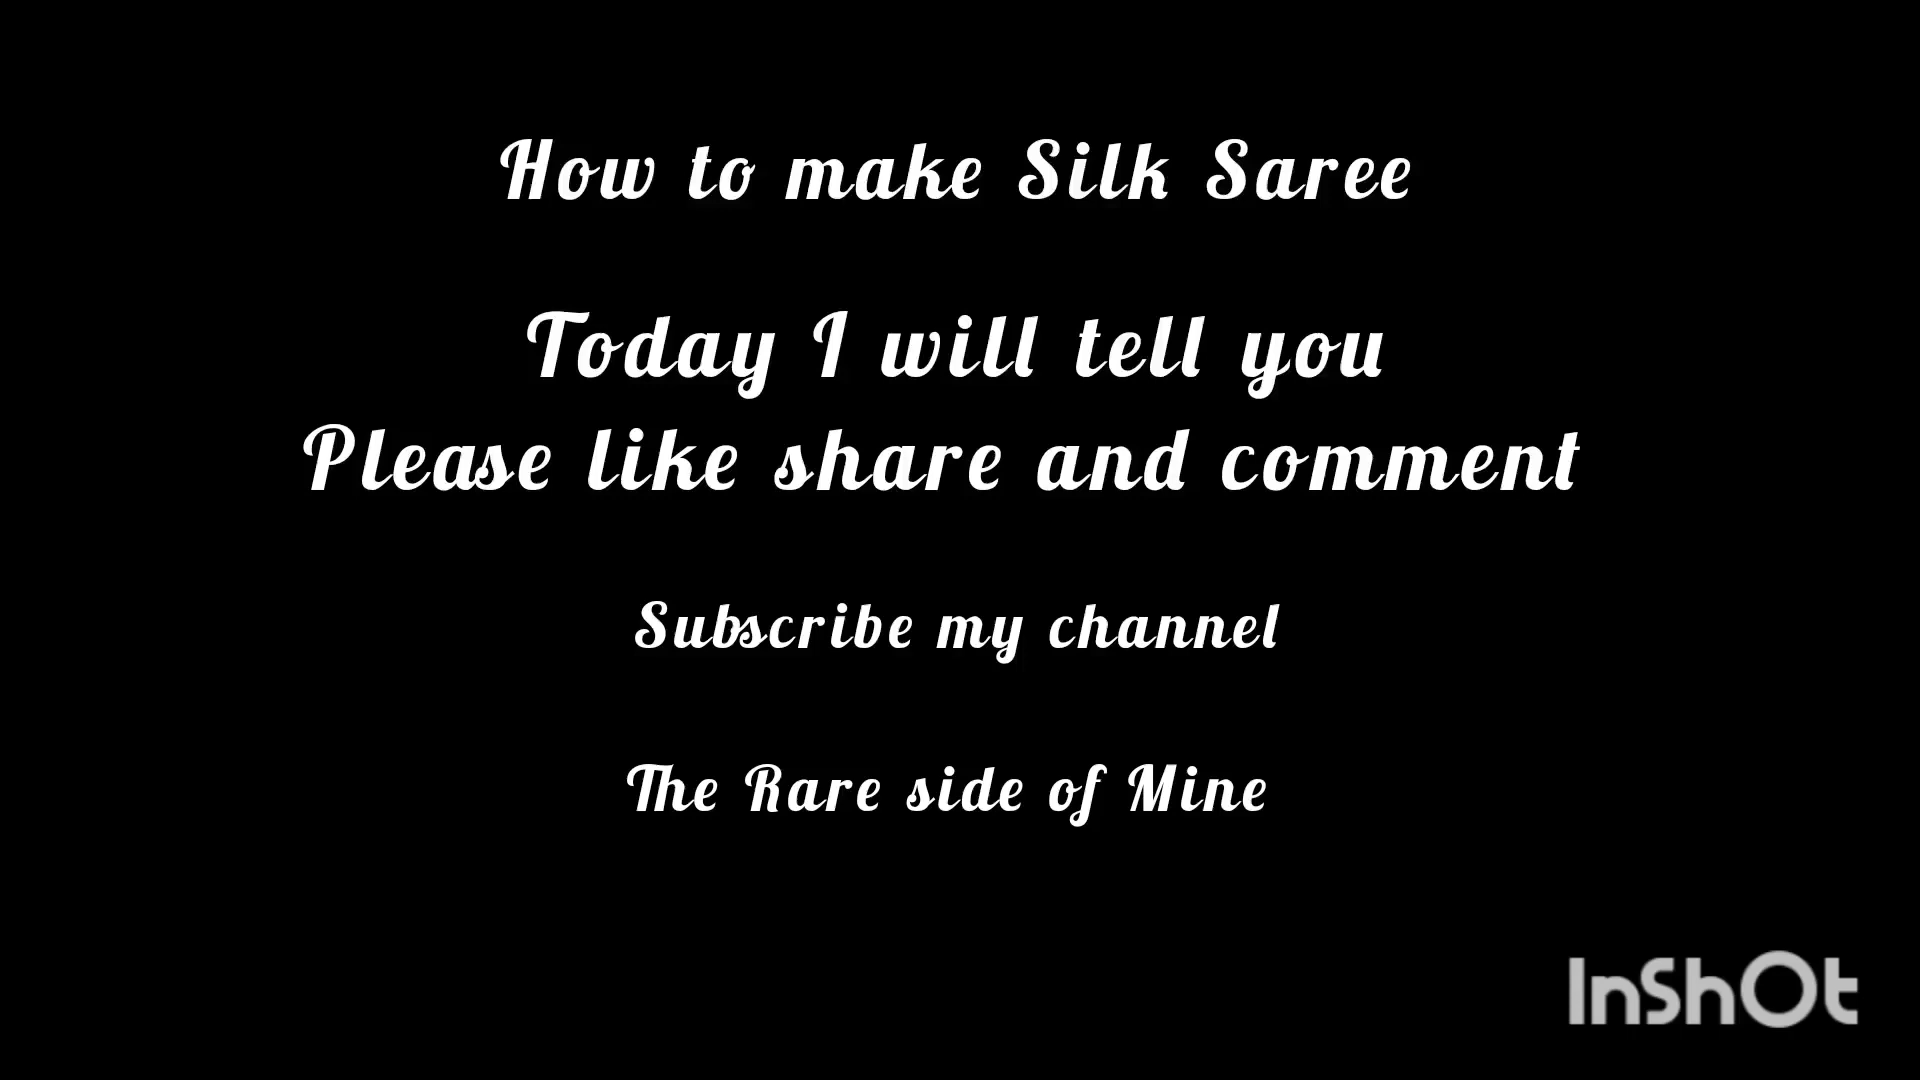 How to make Silk Saree
Today I will tell you
Please like share and comment
Subscribe my channel
The Rare side of Mine
InShOt